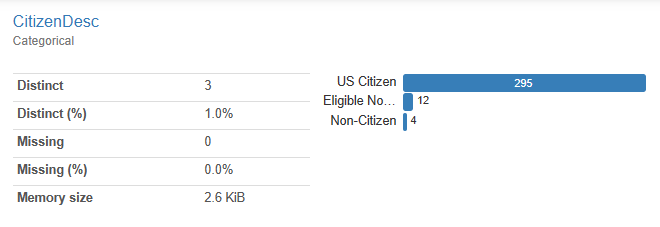 CitizenDesc
Categorical
Distinct 3
Distinct (%) 1.0%
Missing 0
Missing (%) 0.0%
Memory size 2.6 KiB
US Citizen 295
Eligible No... 12
Non-Citizen 4